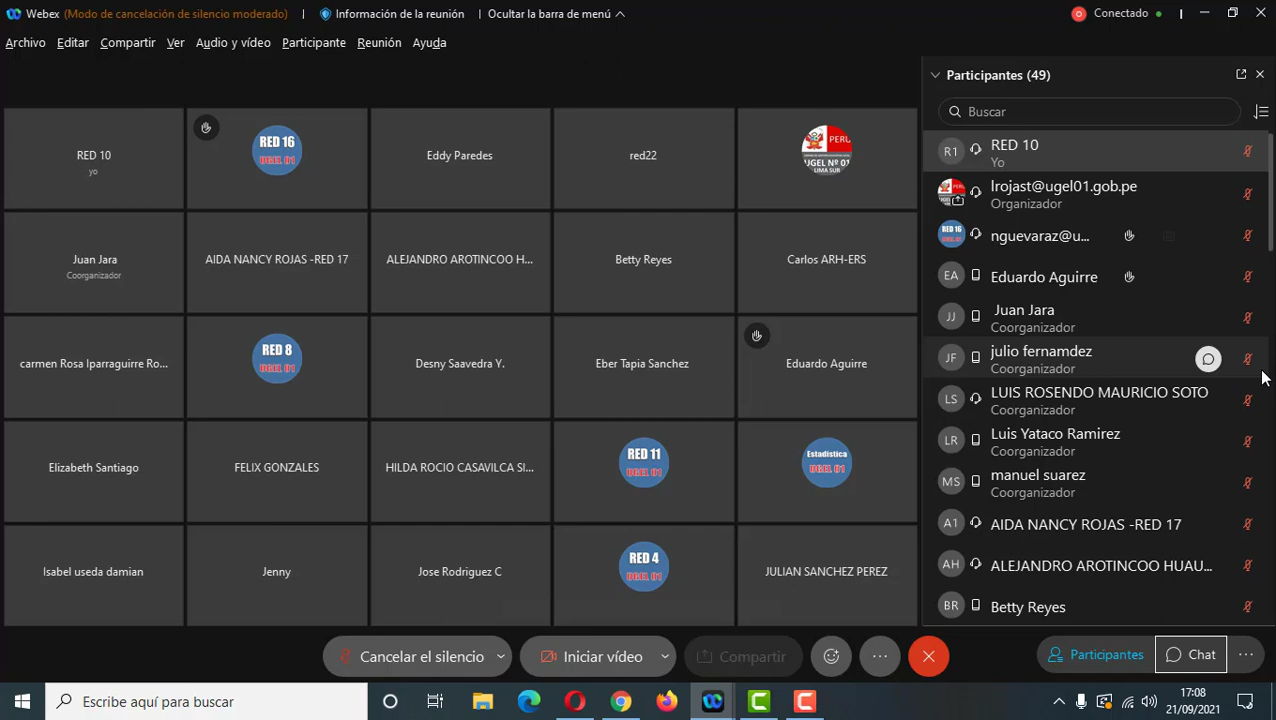 Webex (Modo de cancelación de silencio moderado) Información de la reunión Ocultar la barra de menú Conectado
Archivo Editar Compartir Ver Audio y vídeo Participante Reunión Ayuda
Participantes (49)
Buscar
RED 10
yo
RED 16
UGEL 01
Eddy Paredes
red22
PERÚ
UGEL Nº 01
LIMA SUR
Juan Jara
Coorganizador
AIDA NANCY ROJAS -RED 17
ALEJANDRO AROTINCOO H...
Betty Reyes
Carlos ARH-ERS
carmen Rosa Iparraguirre Ro...
RED 8
UGEL 01
Desny Saavedra Y.
Eber Tapia Sanchez
Eduardo Aguirre
Elizabeth Santiago
FELIX GONZALES
HILDA ROCIO CASAVILCA SI...
RED 11
UGEL 01
Estadistica
UGEL 01
Isabel useda damian
Jenny
Jose Rodriguez C
RED 4
UGEL 01
JULIAN SANCHEZ PEREZ
R1 RED 10
Yo
lrojast@ugel01.gob.pe
Organizador
RED 16 nguevaraz@u...
EA Eduardo Aguirre
JJ Juan Jara
Coorganizador
JF julio fernamdez
Coorganizador
LS LUIS ROSENDO MAURICIO SOTO
Coorganizador
LR Luis Yataco Ramirez
Coorganizador
MS manuel suarez
Coorganizador
A1 AIDA NANCY ROJAS -RED 17
AH ALEJANDRO AROTINCOO HUAU...
BR Betty Reyes
Cancelar el silencio Iniciar vídeo Compartir Participantes Chat
Escribe aquí para buscar
17:08
21/09/2021